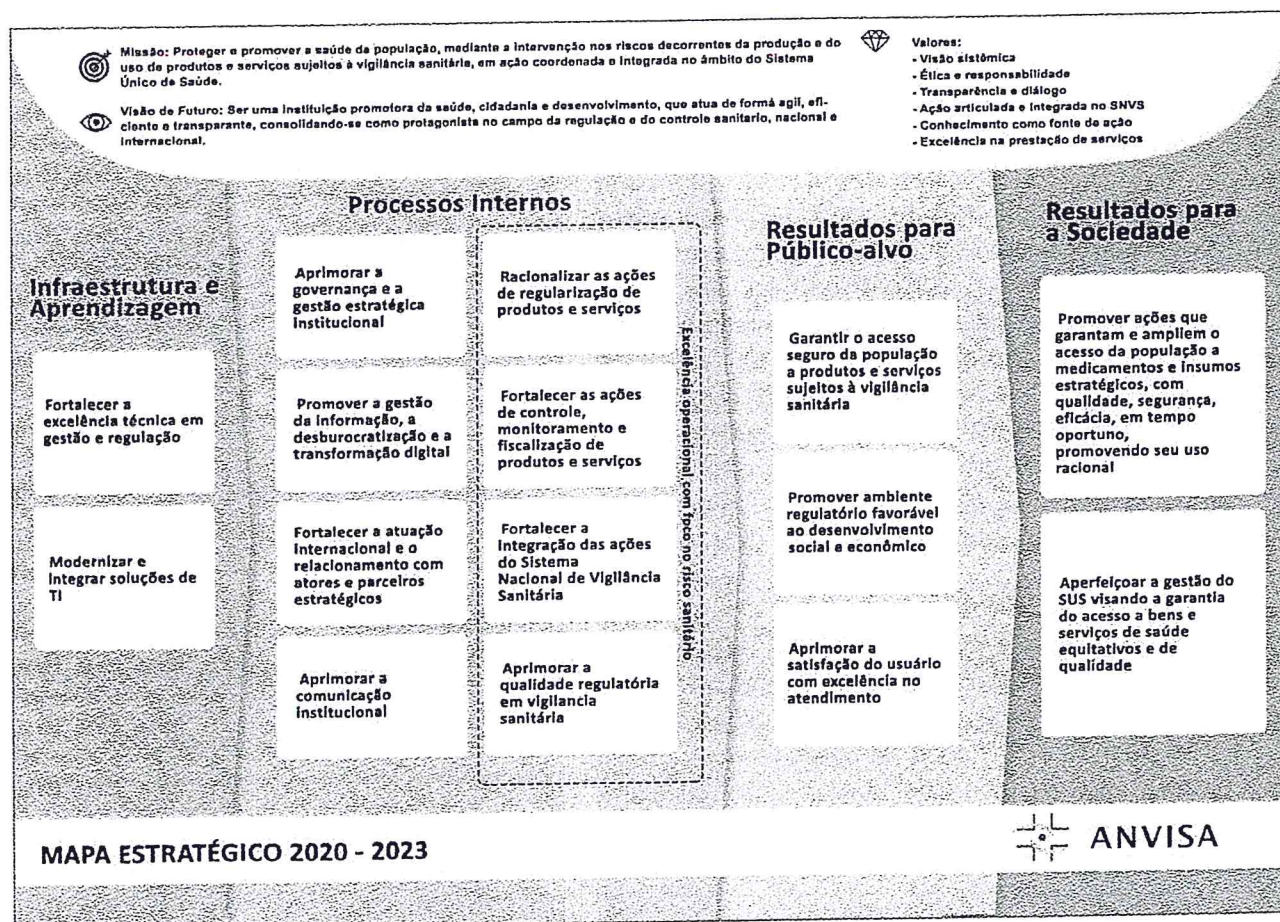 Missão: Proteger e promover a saúde da população, mediante a intervenção nos riscos decorrentes da produção e do
uso de produtos e serviços sujeitos à vigilância sanitária, em ação coordenada e integrada no âmbito do Sistema
Único de Saúde.
Visão de Futuro: Ser uma instituição promotora da saúde, cidadania e desenvolvimento, que atua de forma agil, efi-
ciente e transparente, consolidando-se como protagonista no campo da regulação e do controle sanitario, nacional e
internacional.
Valores:
- Visão sistêmica
- Ética e responsabilidade
- Transparência e diálogo
- Ação articulada e integrada no SNVS
- Conhecimento como fonte de ação
- Excelência na prestação de serviços
Infraestrutura e
Aprendizagem
Fortalecer a
excelência técnica em
gestão e regulação
Modernizar e
integrar soluções de
TI
Processos Internos
Aprimorar a
governança e a
gestão estratégica
institucional
Promover a gestão
da informação, a
desburocratização e a
transformação digital
Fortalecer a atuação
internacional e o
relacionamento com
atores e parceiros
estratégicos
Aprimorar a
comunicação
institucional
Racionalizar as ações
de regularização de
produtos e serviços
Fortalecer as ações
de controle,
monitoramento e
fiscalização de
produtos e serviços
Fortalecer a
integração das ações
do Sistema
Nacional de Vigilância
Sanitária
Aprimorar a
qualidade regulatória
em vigilancia
sanitária
Excelência operacional com foco no risco sanitário
Resultados para
Público-alvo
Garantir o acesso
seguro da população
a produtos e serviços
sujeitos à vigilância
sanitária
Promover ambiente
regulatório favorável
ao desenvolvimento
social e econômico
Aprimorar a
satisfação do usuário
com excelência no
atendimento
Resultados para
a Sociedade
Promover ações que
garantam e ampliem o
acesso da população a
medicamentos e insumos
estratégicos, com
qualidade, segurança,
eficácia, em tempo
oportuno,
promovendo seu uso
racional
Aperfeiçoar a gestão do
SUS visando a garantia
do acesso a bens e
serviços de saúde
equitativos e de
qualidade
MAPA ESTRATÉGICO 2020 - 2023
ANVISA